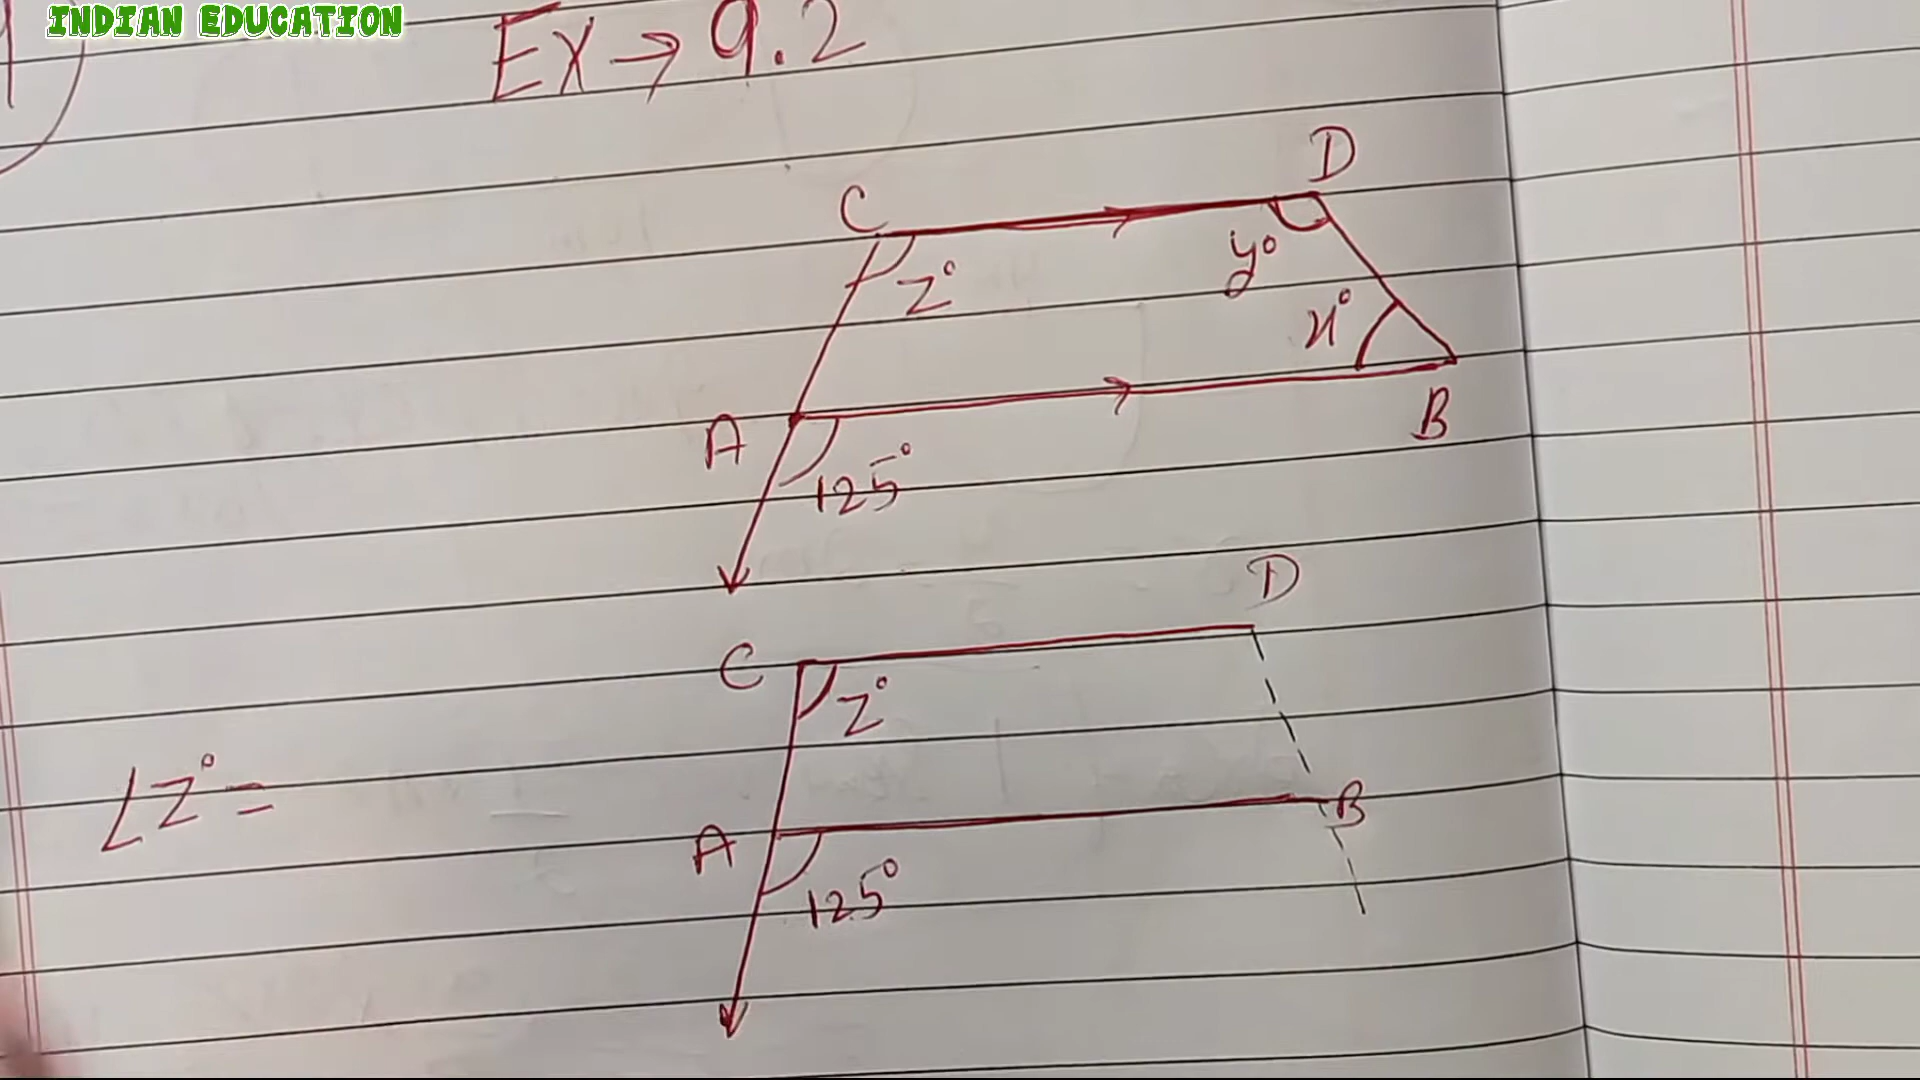 INDIAN EDUCATION
Ex → 9.2
D
C
y°
z°
x°
A
B
125°
D
C
z°
∠z° =
B
A
125°